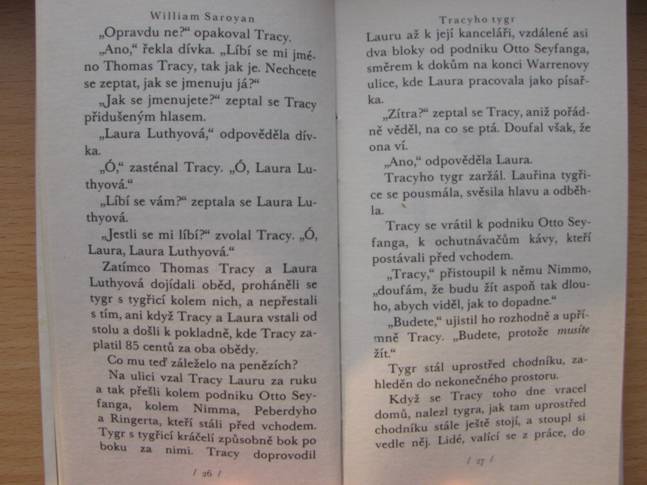 William Saroyan
„Opravdu ne?“ opakoval Tracy.
„Ano,“ řekla dívka. „Líbí se mi jmé-
no Thomas Tracy, tak jak je. Nechcete
se zeptat, jak se jmenuju já?“
„Jak se jmenujete?“ zeptal se Tracy
přidušeným hlasem.
„Laura Luthyová,“ odpověděla dív-
ka.
„Ó,“ zasténal Tracy. „Ó, Laura Lu-
thyová.“
„Líbí se vám?“ zeptala se Laura Lu-
thyová.
„Jestli se mi líbí?“ zvolal Tracy. „Ó,
Laura, Laura Luthyová.“
Zatímco Thomas Tracy a Laura
Luthyová dojídali oběd, proháněli se
tygr s tygřicí kolem nich, a nepřestali
s tím, ani když Tracy a Laura vstali od
stolu a došli k pokladně, kde Tracy za-
platil 85 centů za oba obědy.
Co mu teď záleželo na penězích?
Na ulici vzal Tracy Lauru za ruku
a tak přešli kolem podniku Otto Sey-
fanga, kolem Nimma, Peberdyho
a Ringerta, kteří stáli před vchodem.
Tygr s tygřicí kráčeli způsobně bok po
boku za nimi. Tracy doprovodil
/ 26 /
Tracyho tygr
Lauru až k její kanceláři, vzdálené asi
dva bloky od podniku Otto Seyfanga,
směrem k dokům na konci Warrenovy
ulice, kde Laura pracovala jako písař-
ka.
„Zítra?“ zeptal se Tracy, aniž pořád-
ně věděl, na co se ptá. Doufal však, že
ona ví.
„Ano,“ odpověděla Laura.
Tracyho tygr zaržál. Lauřina tygři-
ce se pousmála, svěsila hlavu a odběh-
la.
Tracy se vrátil k podniku Otto Sey-
fanga, k ochutnávačům kávy, kteří
postávali před vchodem.
„Tracy,“ přistoupil k němu Nimmo,
„doufám, že budu žít aspoň tak dlou-
ho, abych viděl, jak to dopadne.“
„Budete,“ ujistil ho rozhodně a upří-
mně Tracy. „Budete, protože musíte
žít.“
Tygr stál uprostřed chodníku, za-
hleděn do nekonečného prostoru.
Když se Tracy toho dne vracel
domů, nalezl tygra, jak tam uprostřed
chodníku stále ještě stojí, a stoupl si
vedle něj. Lidé, valící se z práce, do
/ 27 /